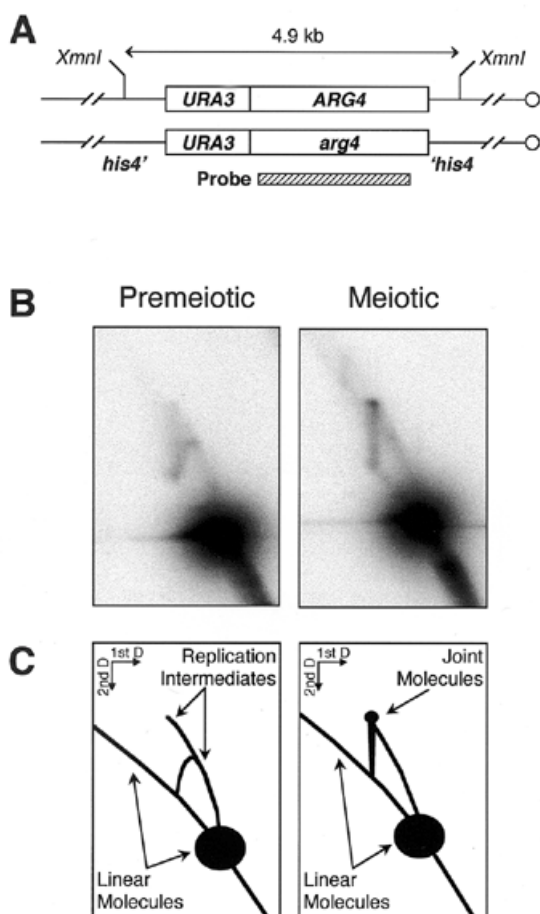 A
4.9 kb
XmnI
XmnI
URA3 ARG4
URA3 arg4
his4' 'his4
Probe
B
Premeiotic Meiotic
C
1st D
2nd D
Replication
Intermediates
Linear
Molecules
1st D
2nd D
Joint
Molecules
Linear
Molecules